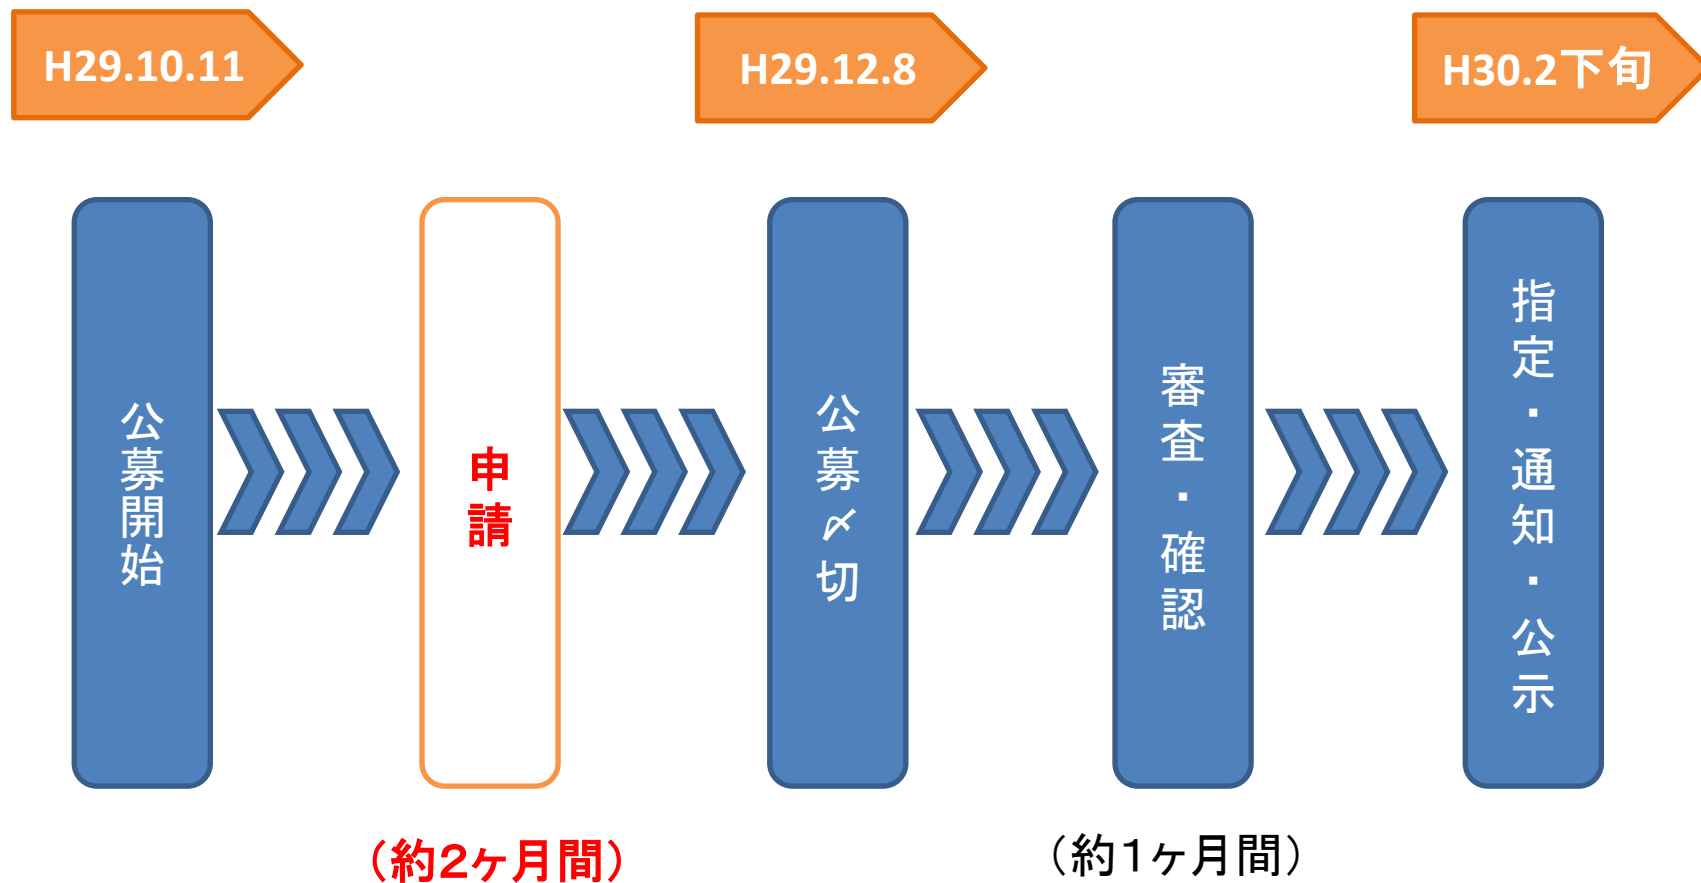 H29.10.11
H29.12.8
H30.2下旬
公募開始
申請
公募〆切
審査・確認
指定・通知・公示
（約2ヶ月間）
（約1ヶ月間）